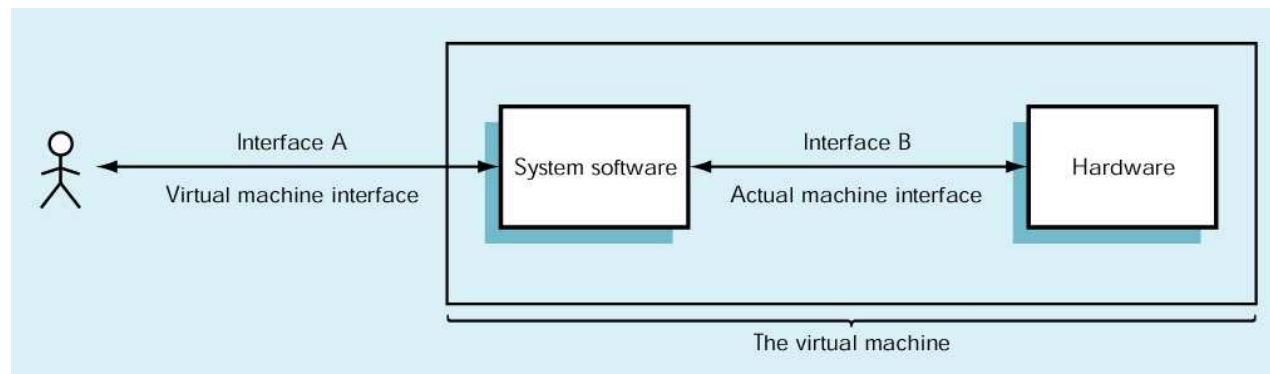 Interface A
Virtual machine interface
System software
Interface B
Actual machine interface
Hardware
The virtual machine